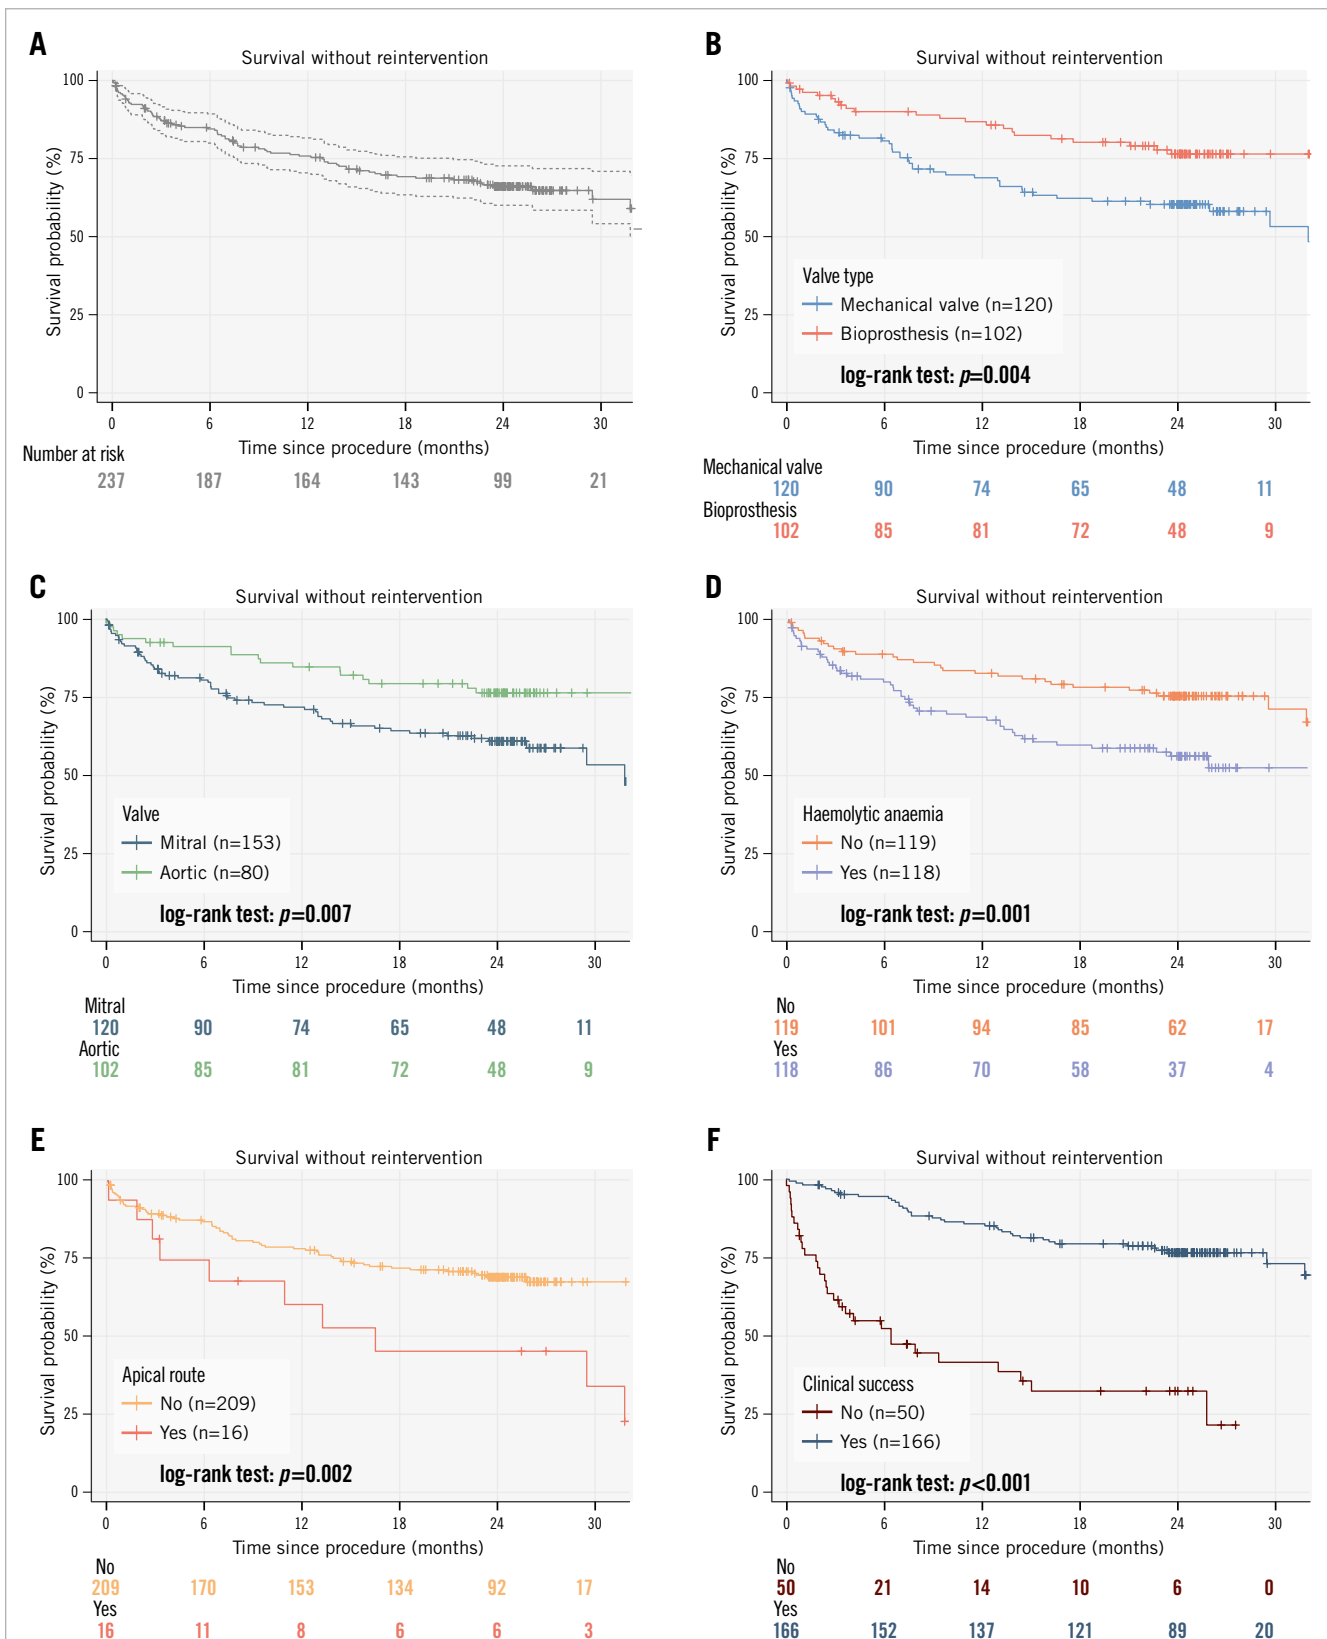 A
Survival without reintervention
Survival probability (%)
100
75
50
25
0
0 6 12 18 24 30
Time since procedure (months)
Number at risk
237 187 164 143 99 21
B
Survival without reintervention
Survival probability (%)
100
75
50
25
0
Valve type
Mechanical valve (n=120)
Bioprosthesis (n=102)
log-rank test: p=0.004
0 6 12 18 24 30
Time since procedure (months)
Mechanical valve
120 90 74 65 48 11
Bioprosthesis
102 85 81 72 48 9
C
Survival without reintervention
Survival probability (%)
100
75
50
25
0
Valve
Mitral (n=153)
Aortic (n=80)
log-rank test: p=0.007
0 6 12 18 24 30
Time since procedure (months)
Mitral
120 90 74 65 48 11
Aortic
102 85 81 72 48 9
D
Survival without reintervention
Survival probability (%)
100
75
50
25
0
Haemolytic anaemia
No (n=119)
Yes (n=118)
log-rank test: p=0.001
0 6 12 18 24 30
Time since procedure (months)
No
119 101 94 85 62 17
Yes
118 86 70 58 37 4
E
Survival without reintervention
Survival probability (%)
100
75
50
25
0
Apical route
No (n=209)
Yes (n=16)
log-rank test: p=0.002
0 6 12 18 24 30
Time since procedure (months)
No
209 170 153 134 92 17
Yes
16 11 8 6 6 3
F
Survival without reintervention
Survival probability (%)
100
75
50
25
0
Clinical success
No (n=50)
Yes (n=166)
log-rank test: p<0.001
0 6 12 18 24 30
Time since procedure (months)
No
50 21 14 10 6 0
Yes
166 152 137 121 89 20